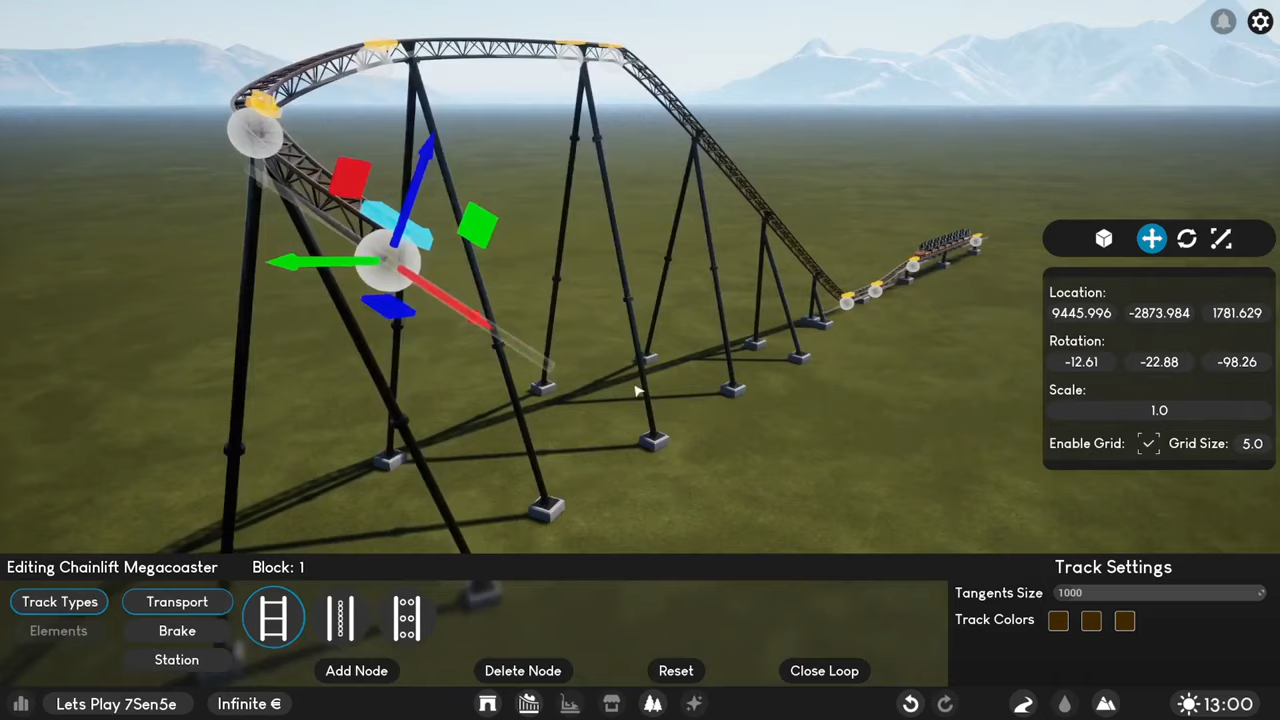 Location:
9445.996 -2873.984 1781.629
Rotation:
-12.61 -22.88 -98.26
Scale:
1.0
Enable Grid: Grid Size: 5.0
Editing Chainlift Megacoaster Block: 1
Track Types Transport
Elements Brake
Station
Add Node Delete Node Reset Close Loop
Track Settings
Tangents Size 1000
Track Colors
Lets Play 7Sen5e Infinite € 13:00